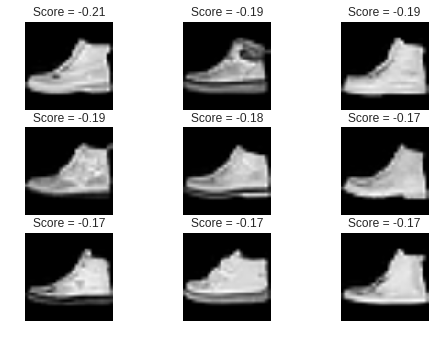 Score = -0.21
Score = -0.19
Score = -0.19
Score = -0.19
Score = -0.18
Score = -0.17
Score = -0.17
Score = -0.17
Score = -0.17